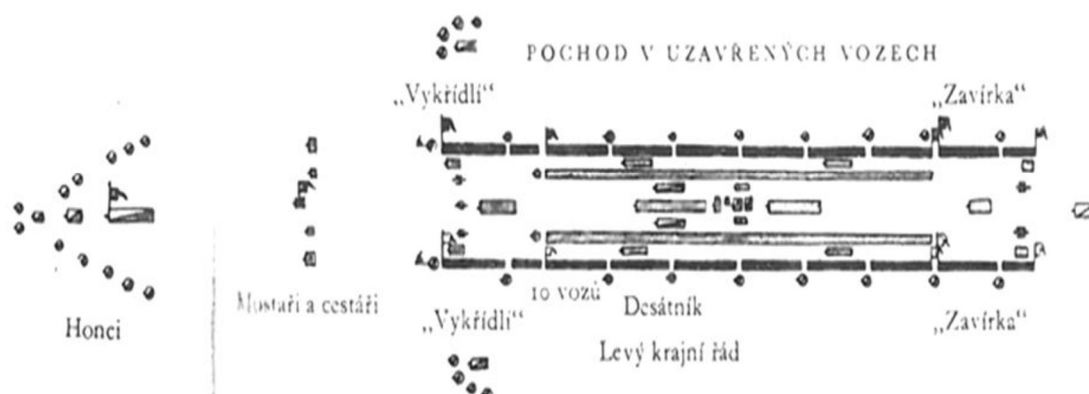 POCHOD V UZAVŘENÝCH VOZECH
„Vykřídlí“
„Zavírka“
Honci
Mostaři a cestáři
10 vozů
Desátník
„Vykřídlí“
„Zavírka“
Levý krajní řád